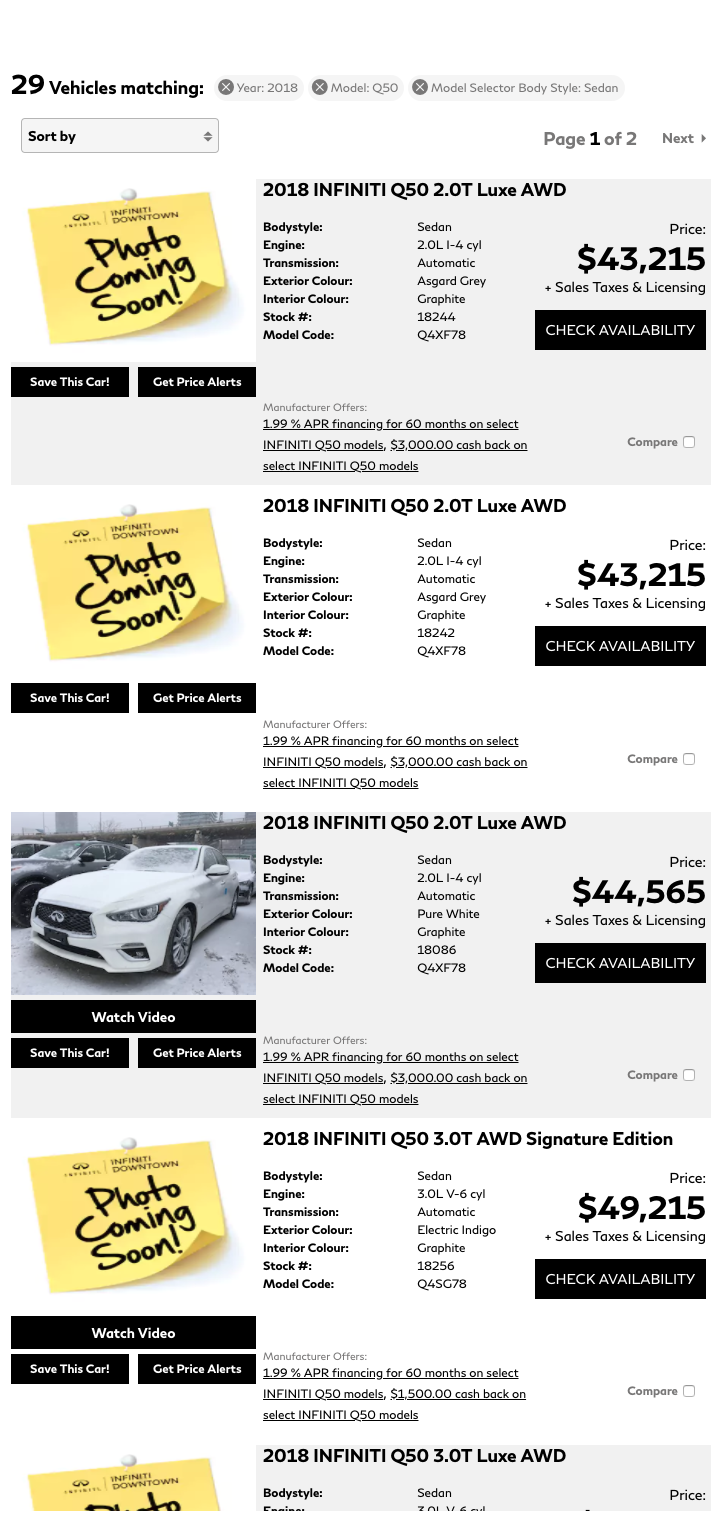 29 Vehicles matching: Year: 2018 Model: Q50 Model Selector Body Style: Sedan
Sort by Page 1 of 2 Next
2018 INFINITI Q50 2.0T Luxe AWD
INFINITI | INFINITI DOWNTOWN
Photo
Coming
Soon!
Bodystyle: Sedan
Engine: 2.0L I-4 cyl
Transmission: Automatic
Exterior Colour: Asgard Grey
Interior Colour: Graphite
Stock #: 18244
Model Code: Q4XF78
Price:
$43,215
+ Sales Taxes & Licensing
CHECK AVAILABILITY
Save This Car! Get Price Alerts
Manufacturer Offers:
1.99 % APR financing for 60 months on select
INFINITI Q50 models, $3,000.00 cash back on
select INFINITI Q50 models
Compare
2018 INFINITI Q50 2.0T Luxe AWD
INFINITI | INFINITI DOWNTOWN
Photo
Coming
Soon!
Bodystyle: Sedan
Engine: 2.0L I-4 cyl
Transmission: Automatic
Exterior Colour: Asgard Grey
Interior Colour: Graphite
Stock #: 18242
Model Code: Q4XF78
Price:
$43,215
+ Sales Taxes & Licensing
CHECK AVAILABILITY
Save This Car! Get Price Alerts
Manufacturer Offers:
1.99 % APR financing for 60 months on select
INFINITI Q50 models, $3,000.00 cash back on
select INFINITI Q50 models
Compare
2018 INFINITI Q50 2.0T Luxe AWD
Bodystyle: Sedan
Engine: 2.0L I-4 cyl
Transmission: Automatic
Exterior Colour: Pure White
Interior Colour: Graphite
Stock #: 18086
Model Code: Q4XF78
Price:
$44,565
+ Sales Taxes & Licensing
CHECK AVAILABILITY
Watch Video
Save This Car! Get Price Alerts
Manufacturer Offers:
1.99 % APR financing for 60 months on select
INFINITI Q50 models, $3,000.00 cash back on
select INFINITI Q50 models
Compare
2018 INFINITI Q50 3.0T AWD Signature Edition
INFINITI | INFINITI DOWNTOWN
Photo
Coming
Soon!
Bodystyle: Sedan
Engine: 3.0L V-6 cyl
Transmission: Automatic
Exterior Colour: Electric Indigo
Interior Colour: Graphite
Stock #: 18256
Model Code: Q4SG78
Price:
$49,215
+ Sales Taxes & Licensing
CHECK AVAILABILITY
Watch Video
Save This Car! Get Price Alerts
Manufacturer Offers:
1.99 % APR financing for 60 months on select
INFINITI Q50 models, $1,500.00 cash back on
select INFINITI Q50 models
Compare
2018 INFINITI Q50 3.0T Luxe AWD
INFINITI | INFINITI DOWNTOWN
Photo
Bodystyle: Sedan
Engine: 3.0L V-6 cyl
Price: